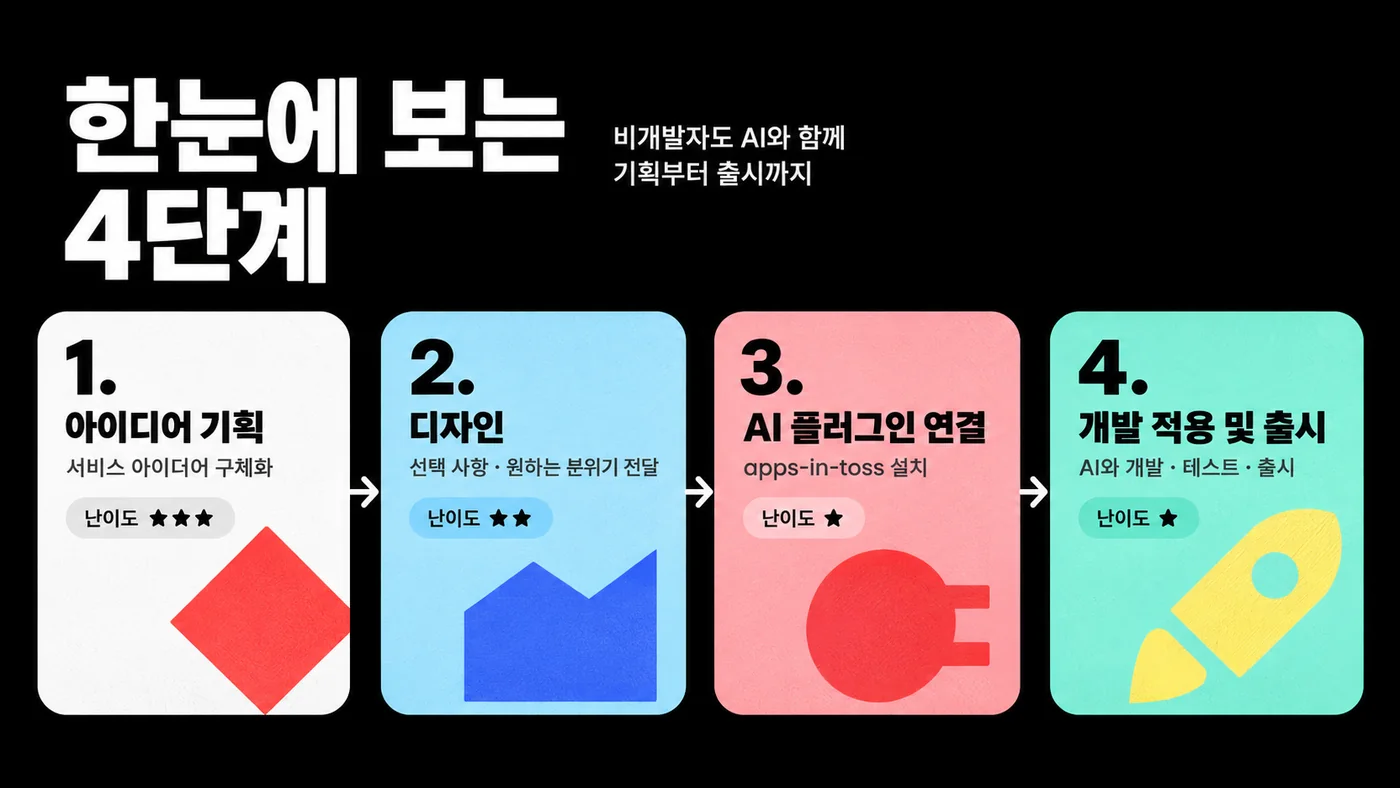 한눈에 보는
4단계
비개발자도 AI와 함께
기획부터 출시까지
1.
아이디어 기획
서비스 아이더어 구체화
난이도 ★★★
2.
디자인
선택 사항 · 원하는 분위기 전달
난이도 ★★
3.
AI 플러그인 연결
apps-in-toss 설치
난이도 ★
4.
개발 적용 및 출시
AI와 개발 · 테스트 · 출시
난이도 ★